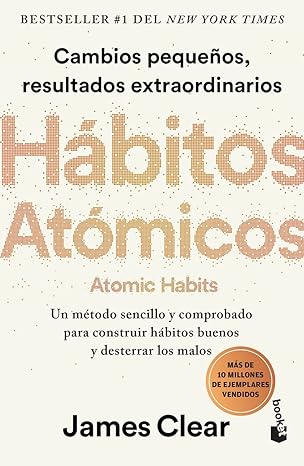 BESTSELLER #1 DEL NEW YORK TIMES
Cambios pequeños,
resultados extraordinarios
Hábitos
Atómicos
Atomic Habits
Un método sencillo y comprobado
para construir hábitos buenos
y desterrar los malos
MÁS DE
10 MILLONES
DE EJEMPLARES
VENDIDOS
James Clear
booket